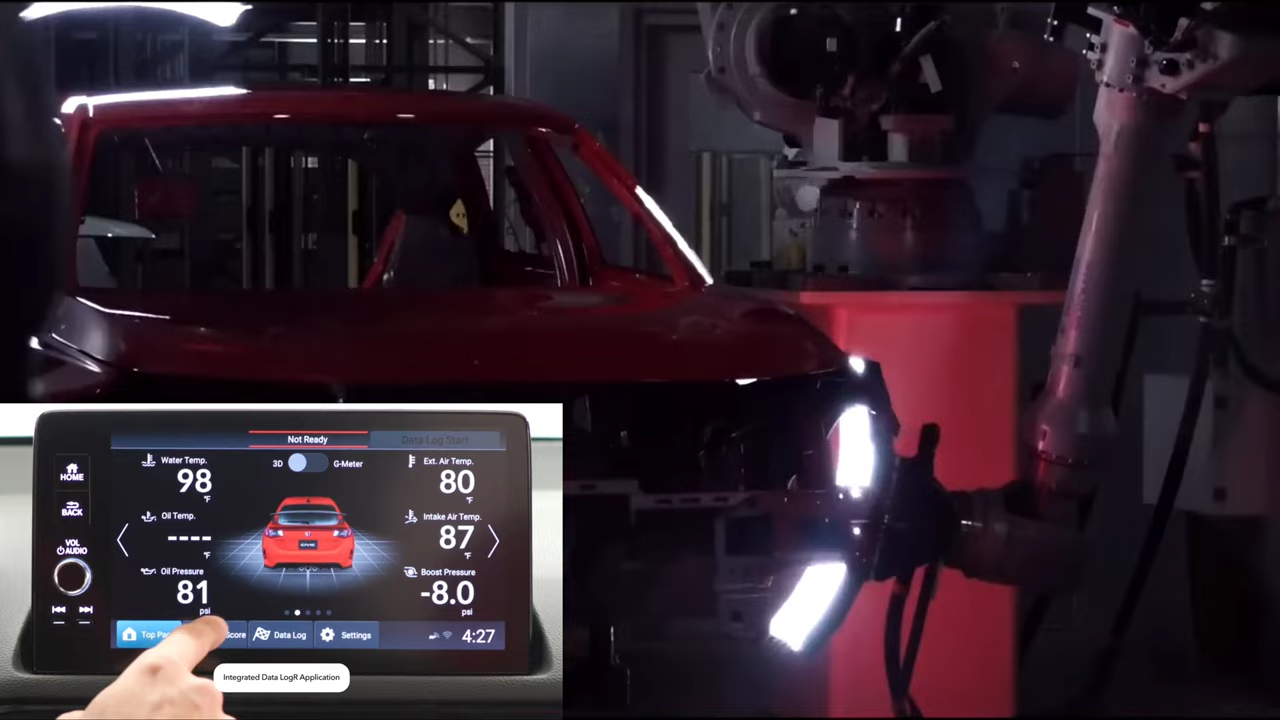 Not Ready
Data Log Start
Water Temp.
98
°F
3D
G-Meter
Ext. Air Temp.
80
°F
HOME
BACK
Oil Temp.
----
°F
Intake Air Temp.
87
°F
VOL
AUDIO
Oil Pressure
81
psi
Boost Pressure
-8.0
psi
Top Pa
Score
Data Log
Settings
4:27
Integrated Data LogR Application